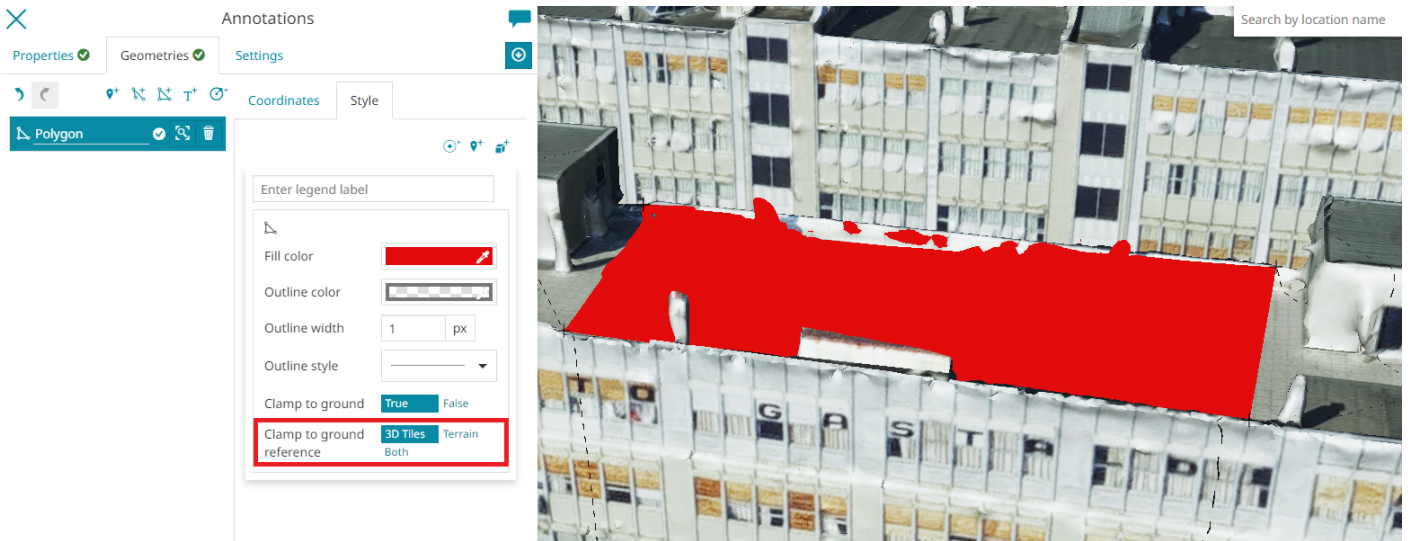 Annotations
Search by location name
Properties
Geometries
Settings
Coordinates
Style
T
Polygon
Enter legend label
Fill color
Outline color
Outline width
1
px
Outline style
Clamp to ground
True
False
Clamp to ground
reference
3D Tiles
Terrain
Both
T O G A S T A L D I